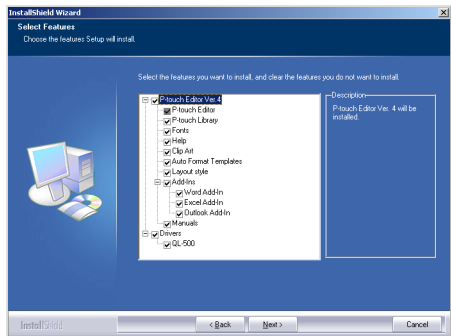 InstallShield Wizard
Select Features
Choose the features Setup will install.
Select the features you want to install, and clear the features you do not want to install.
P-touch Editor Ver.4
P-touch Editor
P-touch Library
Fonts
Help
Clip Art
Auto Format Templates
Layout style
Add-Ins
Word Add-In
Excel Add-In
Outlook Add-In
Manuals
Drivers
QL-500
Description
P-touch Editor Ver. 4 will be
installed.
InstallShield
< Back
Next >
Cancel